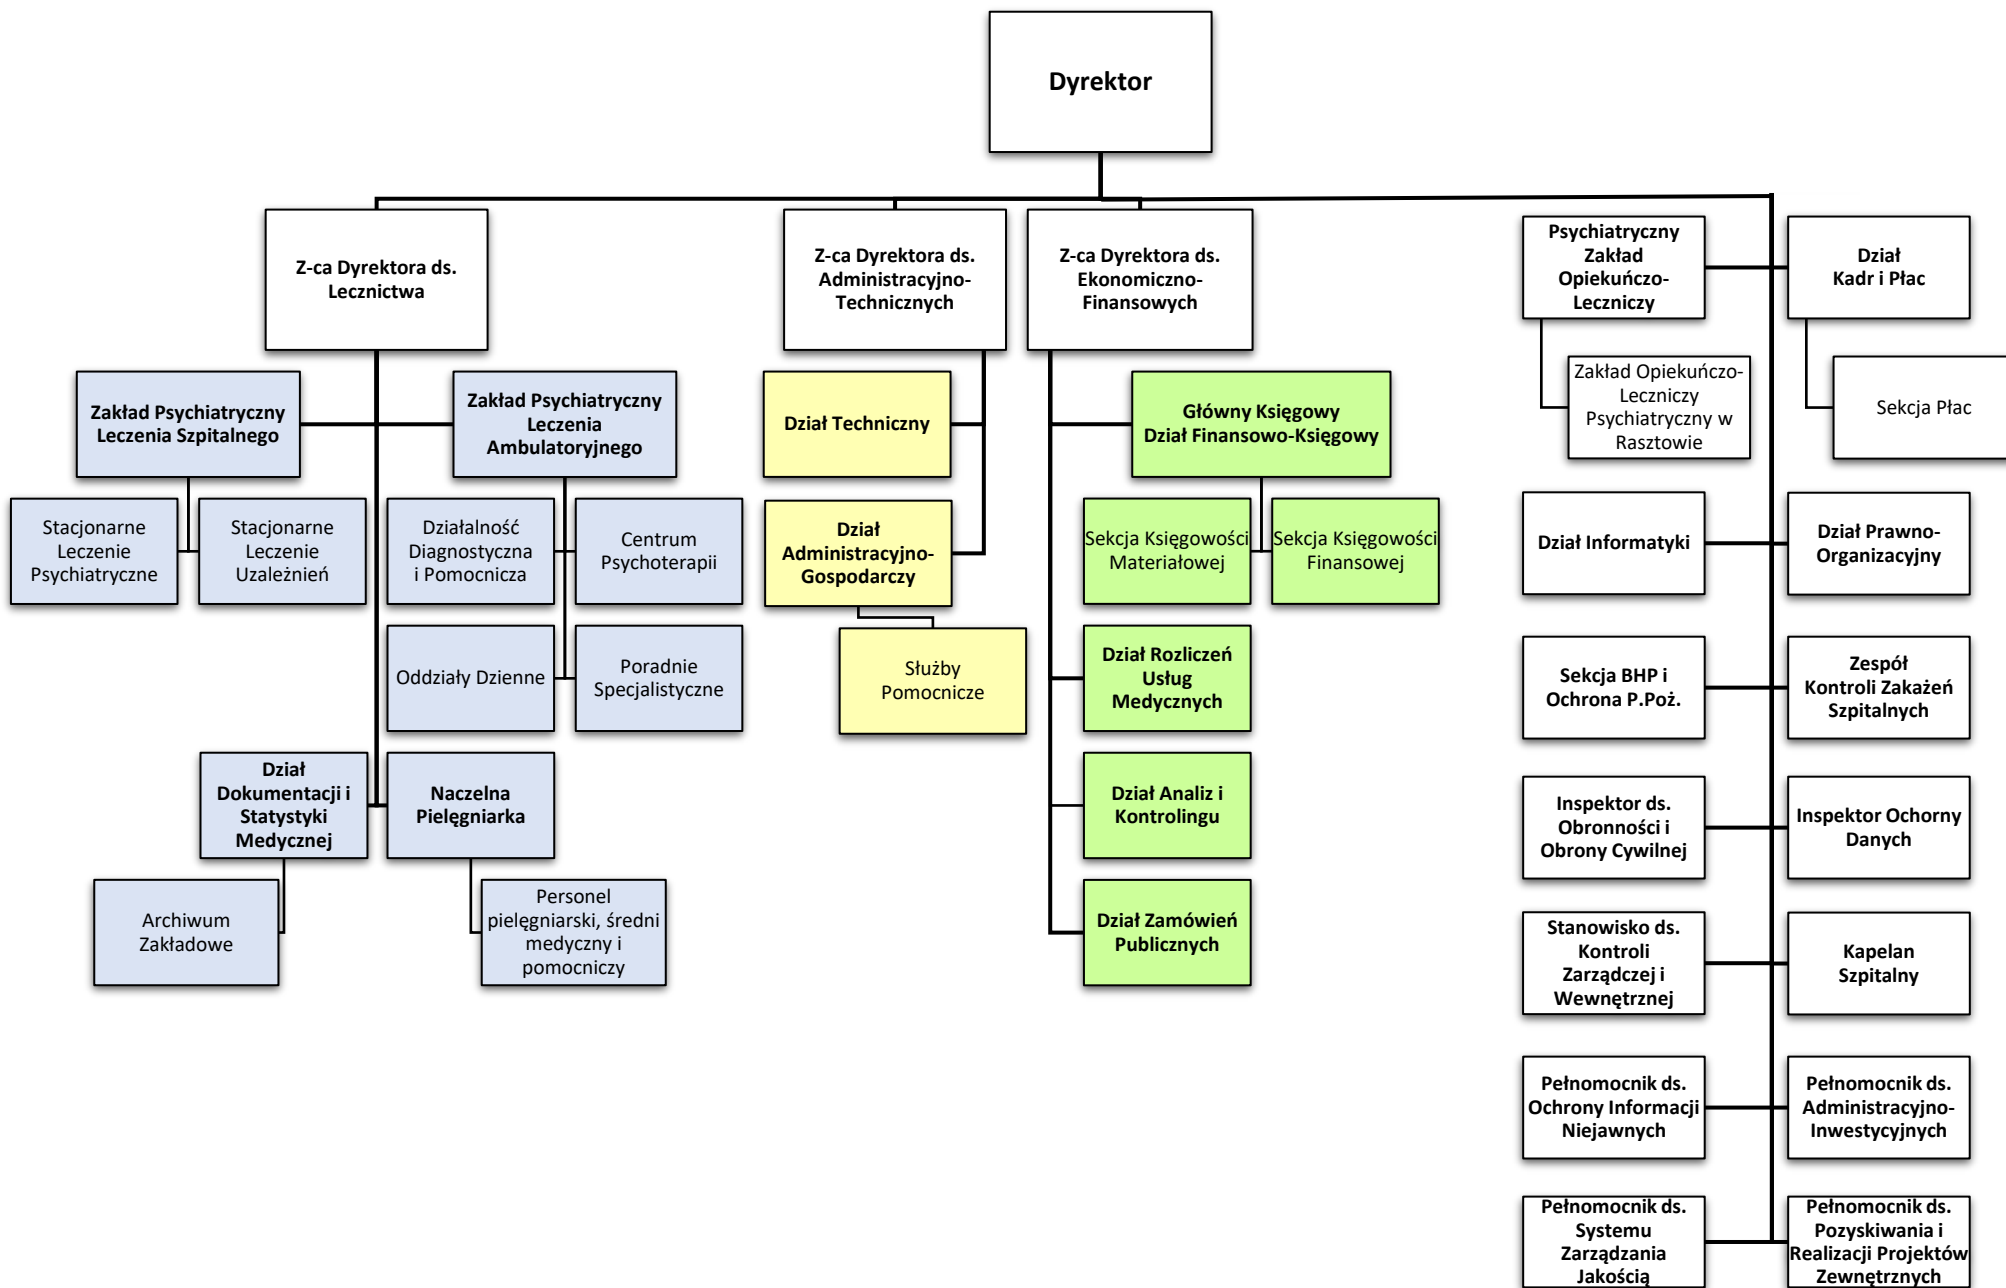 Dyrektor
Z-ca Dyrektora ds.
Lecznictwa
Z-ca Dyrektora ds.
Administracyjno-
Technicznych
Z-ca Dyrektora ds.
Ekonomiczno-
Finansowych
Psychiatryczny
Zakład
Opiekuńczo-
Leczniczy
Dział
Kadr i Płac
Zakład Opiekuńczo-
Leczniczy
Psychiatryczny w
Rasztowie
Sekcja Płac
Zakład Psychiatryczny
Leczenia Szpitalnego
Zakład Psychiatryczny
Leczenia
Ambulatoryjnego
Dział Techniczny
Główny Księgowy
Dział Finansowo-Księgowy
Stacjonarne
Leczenie
Psychiatryczne
Stacjonarne
Leczenie
Uzależnień
Działalność
Diagnostyczna
i Pomocnicza
Centrum
Psychoterapii
Dział
Administracyjno-
Gospodarczy
Sekcja Księgowości
Materiałowej
Sekcja Księgowości
Finansowej
Dział Informatyki
Dział Prawno-
Organizacyjny
Oddziały Dzienne
Poradnie
Specjalistyczne
Służby
Pomocnicze
Dział Rozliczeń
Usług
Medycznych
Sekcja BHP i
Ochrona P.Poż.
Zespół
Kontroli Zakażeń
Szpitalnych
Dział
Dokumentacji i
Statystyki
Medycznej
Naczelna
Pielęgniarka
Dział Analiz i
Kontrolingu
Inspektor ds.
Obronności i
Obrony Cywilnej
Inspektor Ochorny
Danych
Archiwum
Zakładowe
Personel
pielęgniarski, średni
medyczny i
pomocniczy
Dział Zamówień
Publicznych
Stanowisko ds.
Kontroli
Zarządczej i
Wewnętrznej
Kapelan
Szpitalny
Pełnomocnik ds.
Ochrony Informacji
Niejawnych
Pełnomocnik ds.
Administracyjno-
Inwestycyjnych
Pełnomocnik ds.
Systemu
Zarządzania
Jakością
Pełnomocnik ds.
Pozyskiwania i
Realizacji Projektów
Zewnętrznych